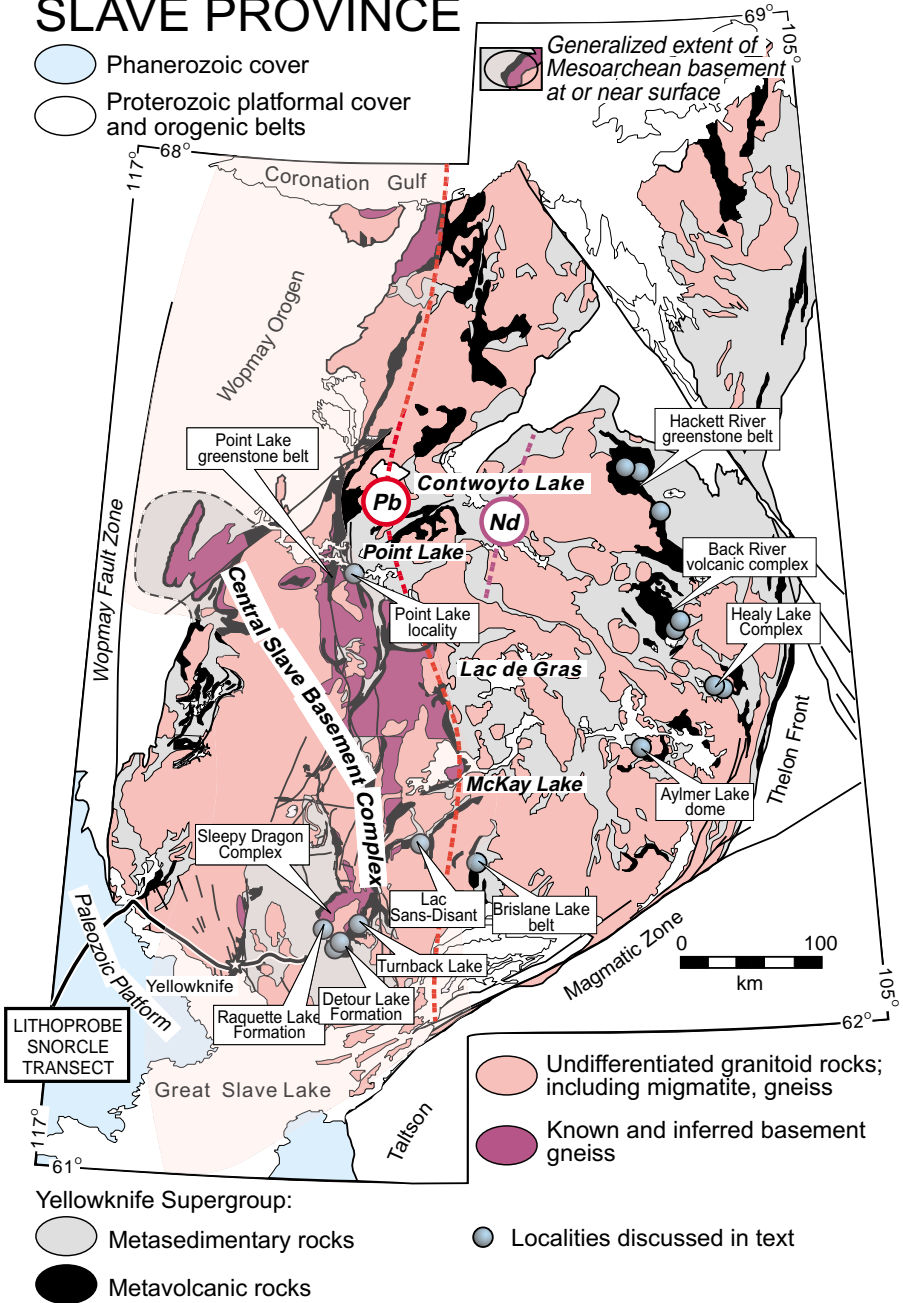 SLAVE PROVINCE
Phanerozoic cover
Proterozoic platformal cover
and orogenic belts
Generalized extent of
Mesoarchean basement
at or near surface
69°
105°
117°
68°
Coronation Gulf
Wopmay Orogen
Hackett River
greenstone belt
Point Lake
greenstone belt
Contwoyto Lake
Pb
Nd
Point Lake
Wopmay Fault Zone
Back River
volcanic complex
Central Slave Basement Complex
Point Lake
locality
Healy Lake
Complex
Lac de Gras
Thelon Front
McKay Lake
Aylmer Lake
dome
Sleepy Dragon
Complex
Lac
Sans-Disant
Brislane Lake
belt
Paleozoic Platform
Turnback Lake
Magmatic Zone
0 100
km
Yellowknife
Detour Lake
Formation
Raquette Lake
Formation
105°
62°
LITHOPROBE
SNORCLE
TRANSECT
Great Slave Lake
Taltson
117°
61°
Undifferentiated granitoid rocks;
including migmatite, gneiss
Known and inferred basement
gneiss
Yellowknife Supergroup:
Metasedimentary rocks
Localities discussed in text
Metavolcanic rocks